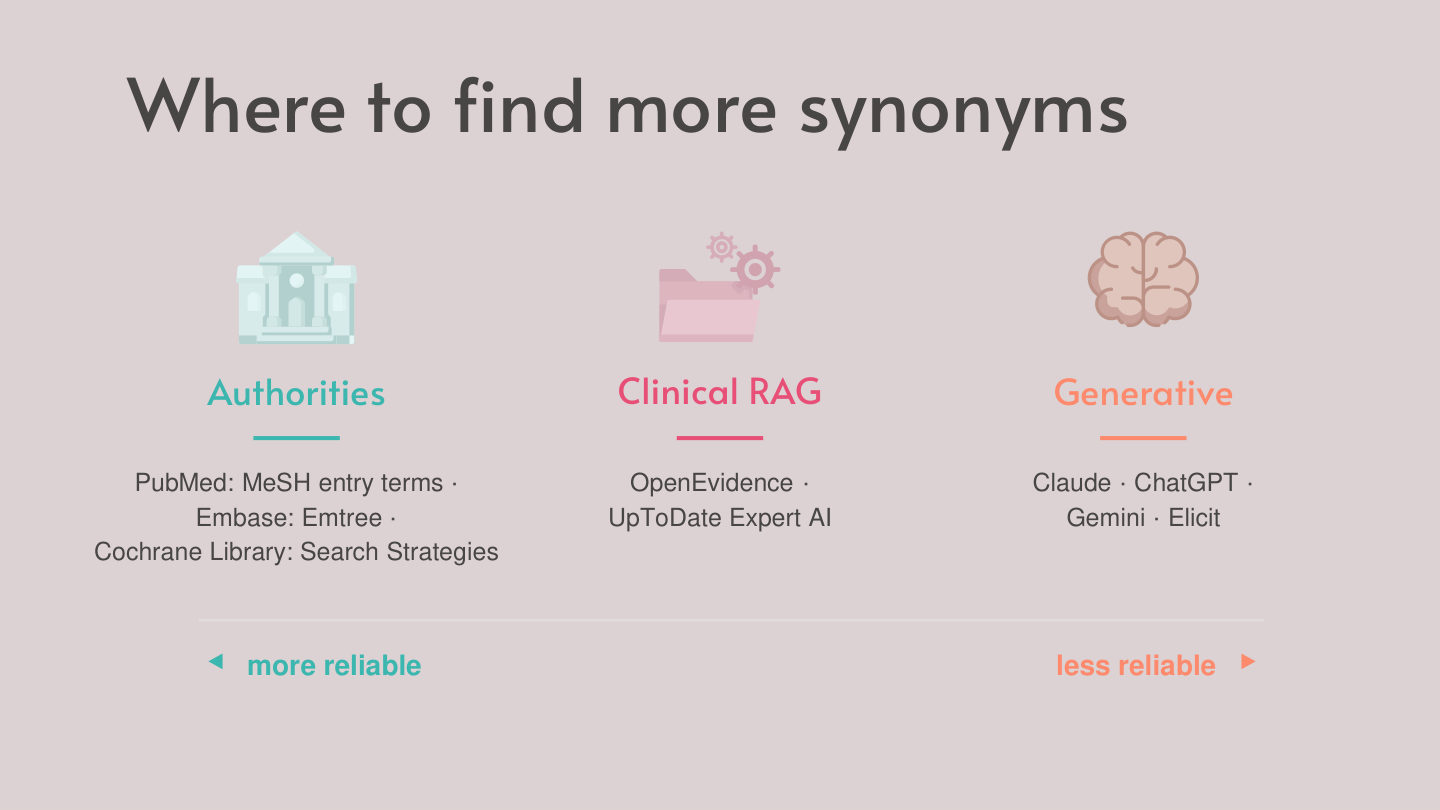 Where to find more synonyms
Authorities
PubMed: MeSH entry terms ·
Embase: Emtree ·
Cochrane Library: Search Strategies
Clinical RAG
OpenEvidence ·
UpToDate Expert AI
Generative
Claude · ChatGPT ·
Gemini · Elicit
◄ more reliable
less reliable ►